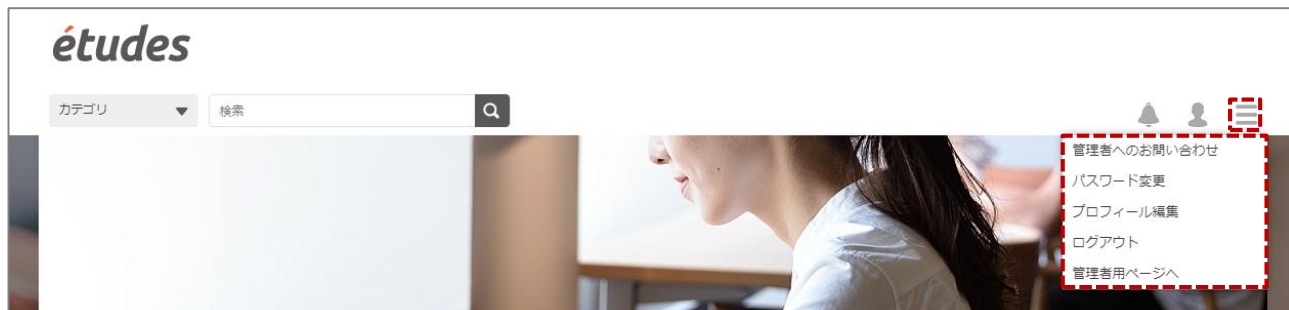 études
カテゴリ
検索
管理者へのお問い合わせ
パスワード変更
プロフィール編集
ログアウト
管理者用ページへ